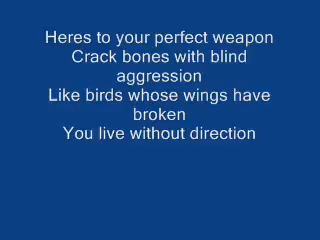 Heres to your perfect weapon
Crack bones with blind
aggression
Like birds whose wings have
broken
You live without direction